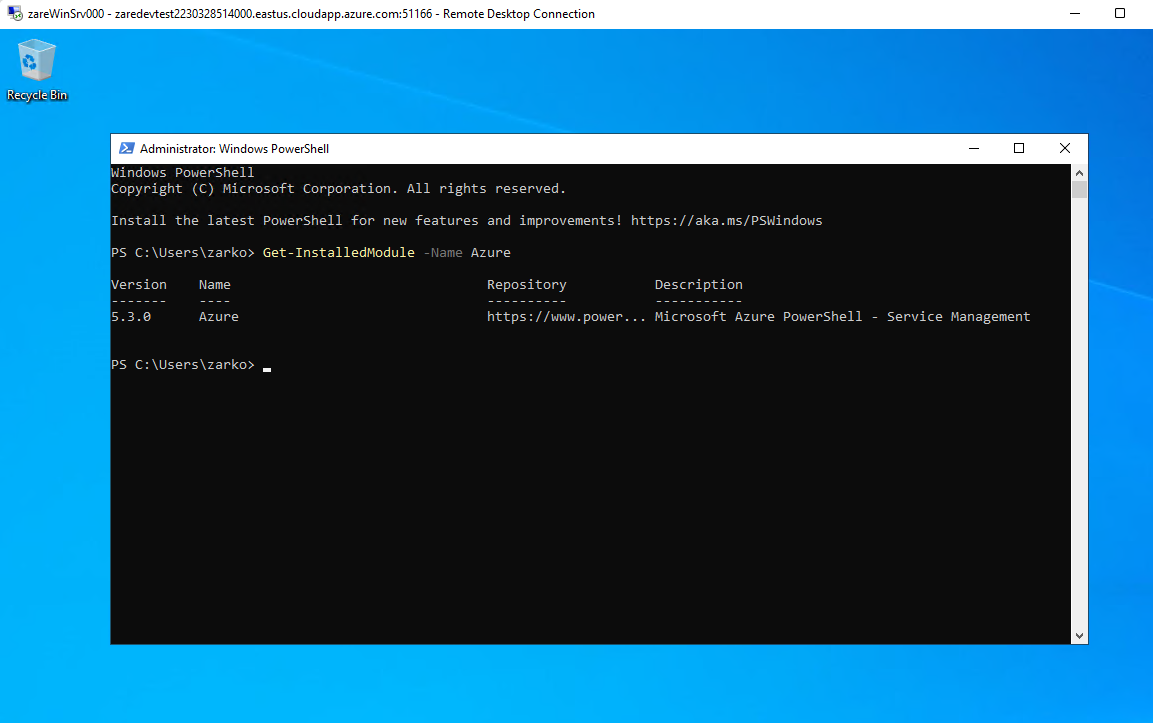 zareWinSrv000 - zaredevtest2230328514000.eastus.cloudapp.azure.com:51166 - Remote Desktop Connection
Recycle Bin
Administrator: Windows PowerShell
Windows PowerShell
Copyright (C) Microsoft Corporation. All rights reserved.
Install the latest PowerShell for new features and improvements! https://aka.ms/PSWindows
PS C:\Users\zarko> Get-InstalledModule -Name Azure
Version Name Repository Description
------- ---- ---------- -----------
5.3.0 Azure https://www.power... Microsoft Azure PowerShell - Service Management
PS C:\Users\zarko>